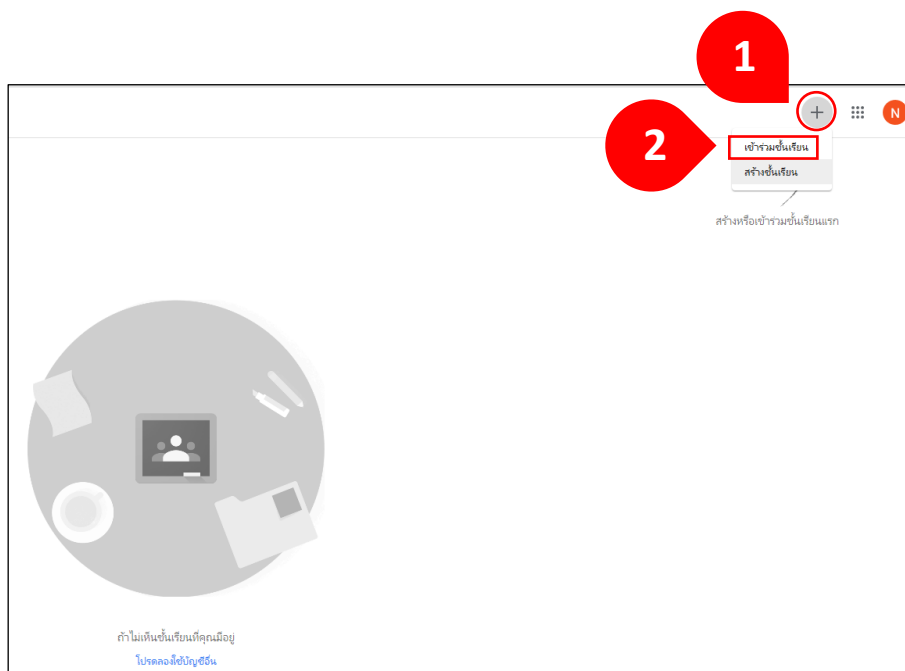 1
2
+
N
เข้าร่วมชั้นเรียน
สร้างชั้นเรียน
สร้างหรือเข้าร่วมชั้นเรียนแรก
ถ้าไม่เห็นชั้นเรียนที่คุณมีอยู่
โปรดลองใช้บัญชีอื่น